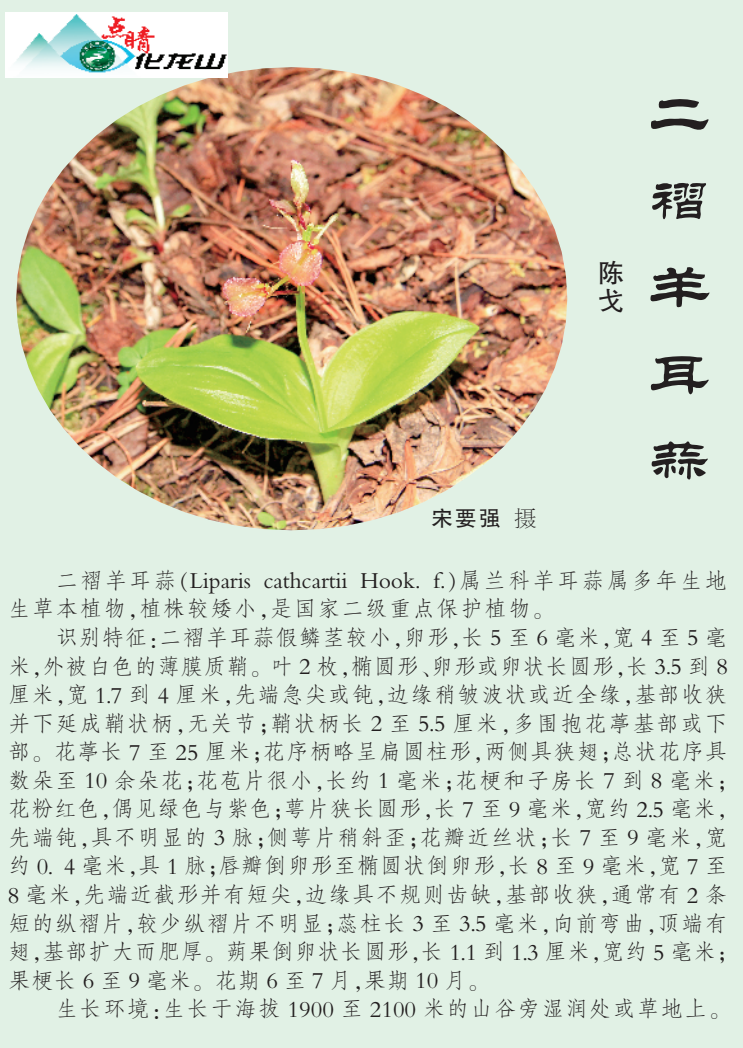 点睛
化龙山
二褶羊耳蒜
陈戈
宋要强 摄
二褶羊耳蒜(Liparis cathcartii Hook. f.)属兰科羊耳蒜属多年生地
生草本植物,植株较矮小,是国家二级重点保护植物。
识别特征:二褶羊耳蒜假鳞茎较小,卵形,长 5 至 6 毫米,宽 4 至 5 毫
米,外被白色的薄膜质鞘。叶 2 枚,椭圆形、卵形或卵状长圆形,长 3.5 到 8
厘米,宽 1.7 到 4 厘米,先端急尖或钝,边缘稍皱波状或近全缘,基部收狭
并下延成鞘状柄,无关节;鞘状柄长 2 至 5.5 厘米,多围抱花葶基部或下
部。花葶长 7 至 25 厘米;花序柄略呈扁圆柱形,两侧具狭翅;总状花序具
数朵至 10 余朵花;花苞片很小,长约 1 毫米;花梗和子房长 7 到 8 毫米;
花粉红色,偶见绿色与紫色;萼片狭长圆形,长 7 至 9 毫米,宽约 2.5 毫米,
先端钝,具不明显的 3 脉;侧萼片稍斜歪;花瓣近丝状;长 7 至 9 毫米,宽
约 0. 4 毫米,具 1 脉;唇瓣倒卵形至椭圆状倒卵形,长 8 至 9 毫米,宽 7 至
8 毫米,先端近截形并有短尖,边缘具不规则齿缺,基部收狭,通常有 2 条
短的纵褶片,较少纵褶片不明显;蕊柱长 3 至 3.5 毫米,向前弯曲,顶端有
翅,基部扩大而肥厚。蒴果倒卵状长圆形,长 1.1 到 1.3 厘米,宽约 5 毫米;
果梗长 6 至 9 毫米。花期 6 至 7 月,果期 10 月。
生长环境:生长于海拔 1900 至 2100 米的山谷旁湿润处或草地上。